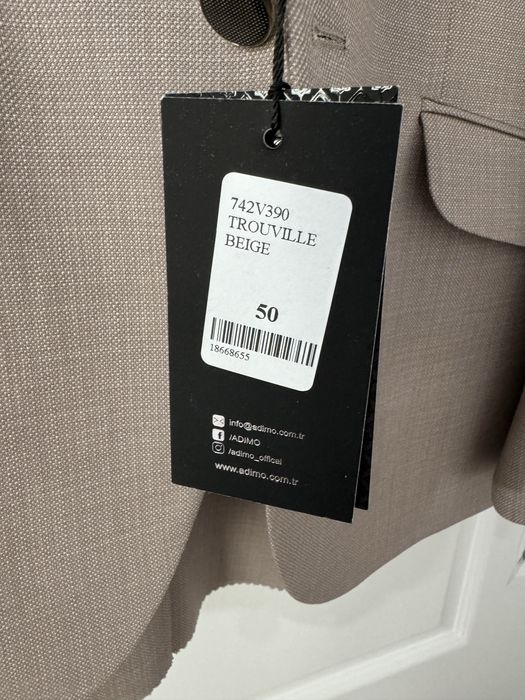 742V390
TROUVILLE
BEIGE
50
18668655
info@adimo.com.tr
/ADIMO
/adimo_offical
www.adimo.com.tr